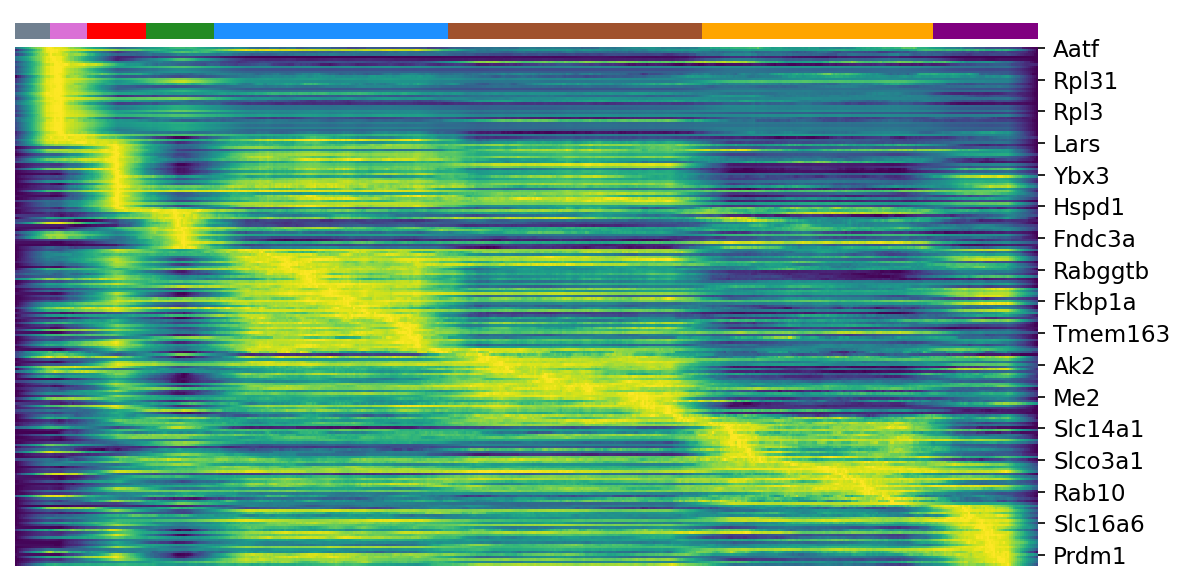 Aatf
Rpl31
Rpl3
Lars
Ybx3
Hspd1
Fndc3a
Rabggtb
Fkbp1a
Tmem163
Ak2
Me2
Slc14a1
Slco3a1
Rab10
Slc16a6
Prdm1